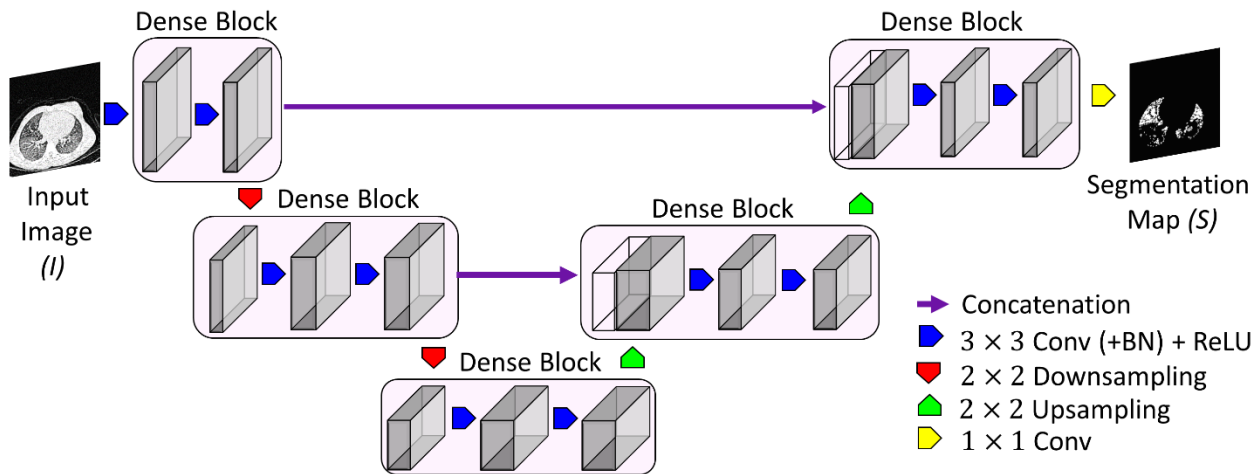 Dense Block
Dense Block
Input
Image
(I)
Dense Block
Dense Block
Segmentation
Map (S)
Dense Block
Concatenation
3 × 3 Conv (+BN) + ReLU
2 × 2 Downsampling
2 × 2 Upsampling
1 × 1 Conv